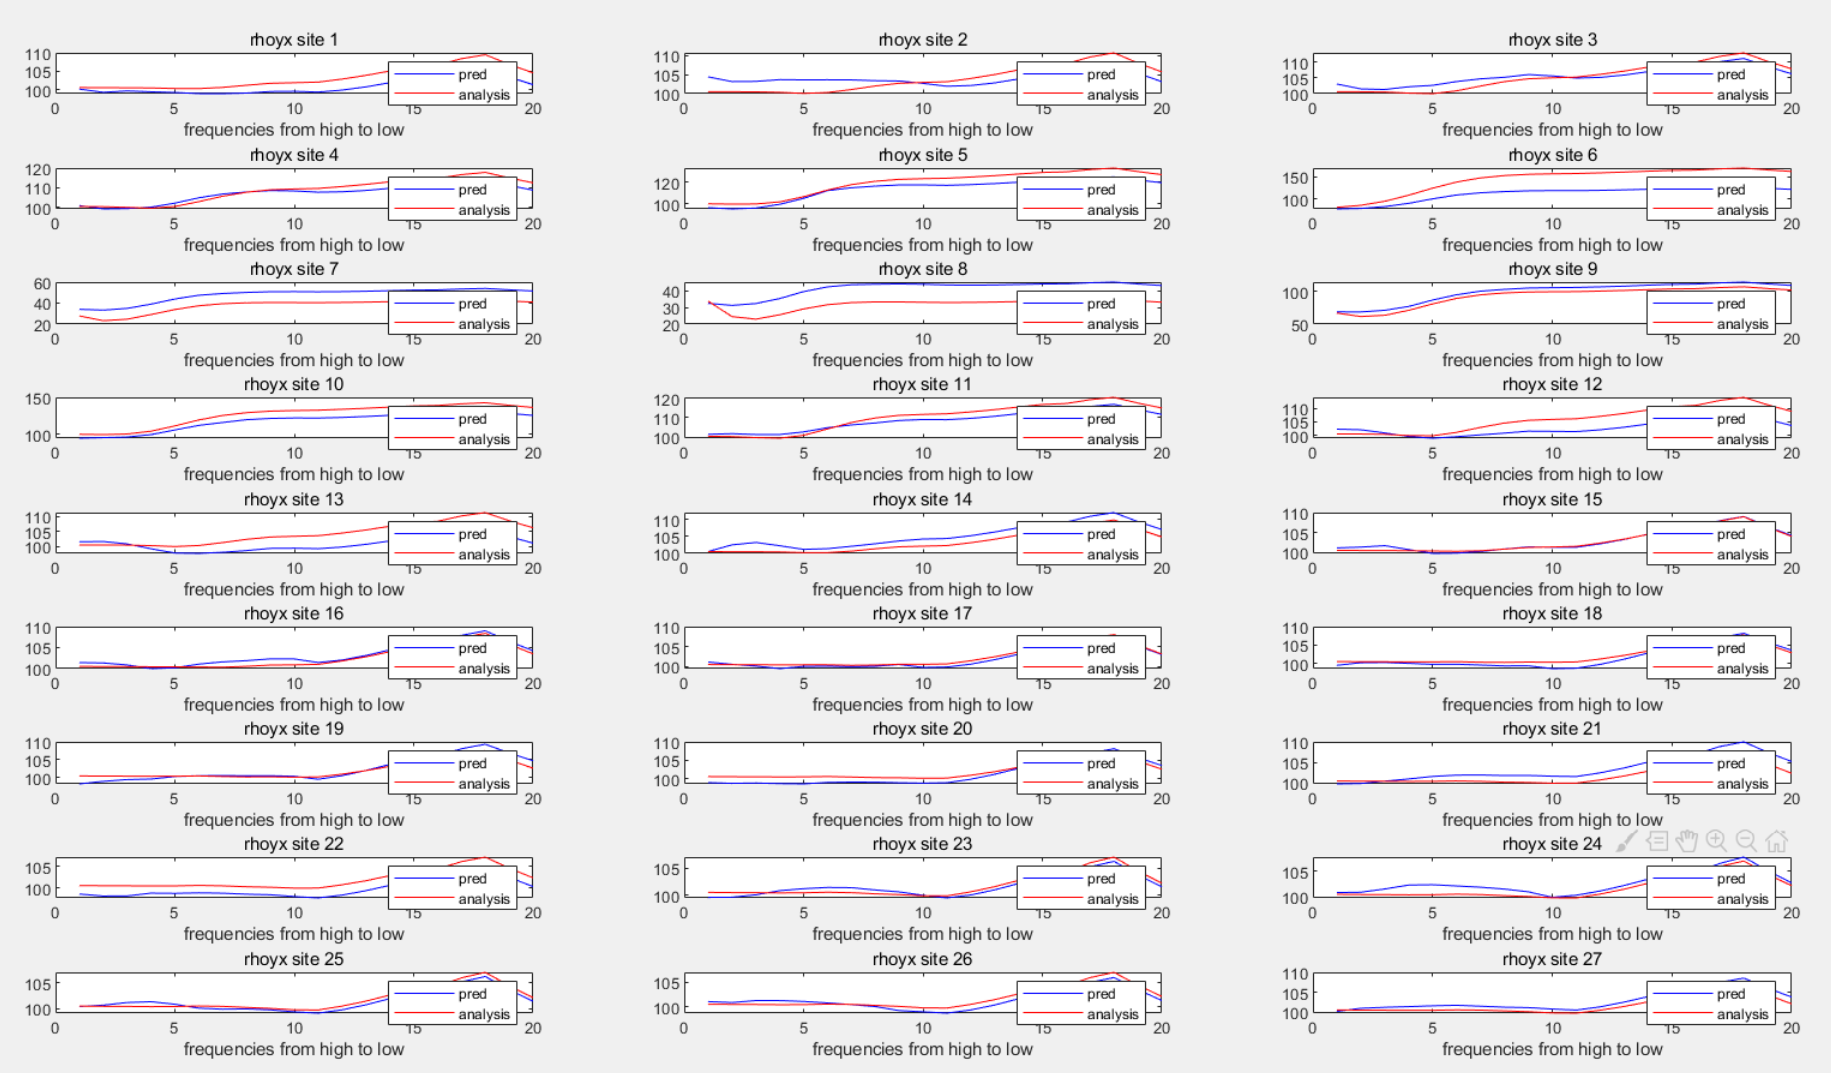 rhoyx site 1
110
105
100
pred
analysis
0 5 10 15 20
frequencies from high to low
rhoyx site 2
110
105
100
pred
analysis
0 5 10 15 20
frequencies from high to low
rhoyx site 3
110
105
100
pred
analysis
0 5 10 15 20
frequencies from high to low
rhoyx site 4
120
110
100
pred
analysis
0 5 10 15 20
frequencies from high to low
rhoyx site 5
120
100
pred
analysis
0 5 10 15 20
frequencies from high to low
rhoyx site 6
150
100
pred
analysis
0 5 10 15 20
frequencies from high to low
rhoyx site 7
60
40
20
pred
analysis
0 5 10 15 20
frequencies from high to low
rhoyx site 8
40
30
20
pred
analysis
0 5 10 15 20
frequencies from high to low
rhoyx site 9
100
50
pred
analysis
0 5 10 15 20
frequencies from high to low
rhoyx site 10
150
100
pred
analysis
0 5 10 15 20
frequencies from high to low
rhoyx site 11
120
110
100
pred
analysis
0 5 10 15 20
frequencies from high to low
rhoyx site 12
110
105
100
pred
analysis
0 5 10 15 20
frequencies from high to low
rhoyx site 13
110
105
100
pred
analysis
0 5 10 15 20
frequencies from high to low
rhoyx site 14
110
105
100
pred
analysis
0 5 10 15 20
frequencies from high to low
rhoyx site 15
110
105
100
pred
analysis
0 5 10 15 20
frequencies from high to low
rhoyx site 16
110
105
100
pred
analysis
0 5 10 15 20
frequencies from high to low
rhoyx site 17
110
105
100
pred
analysis
0 5 10 15 20
frequencies from high to low
rhoyx site 18
110
105
100
pred
analysis
0 5 10 15 20
frequencies from high to low
rhoyx site 19
110
105
100
pred
analysis
0 5 10 15 20
frequencies from high to low
rhoyx site 20
110
105
100
pred
analysis
0 5 10 15 20
frequencies from high to low
rhoyx site 21
110
105
100
pred
analysis
0 5 10 15 20
frequencies from high to low
rhoyx site 22
105
100
pred
analysis
0 5 10 15 20
frequencies from high to low
rhoyx site 23
105
100
pred
analysis
0 5 10 15 20
frequencies from high to low
rhoyx site 24
105
100
pred
analysis
0 5 10 15 20
frequencies from high to low
rhoyx site 25
105
100
pred
analysis
0 5 10 15 20
frequencies from high to low
rhoyx site 26
105
100
pred
analysis
0 5 10 15 20
frequencies from high to low
rhoyx site 27
110
105
100
pred
analysis
0 5 10 15 20
frequencies from high to low